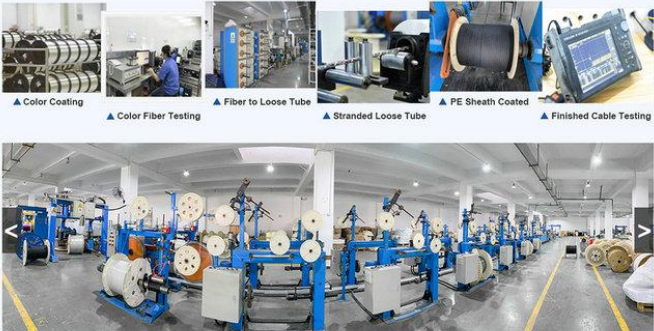 Color Coating
Color Fiber Testing
Fiber to Loose Tube
Stranded Loose Tube
PE Sheath Coated
Finished Cable Testing
< >